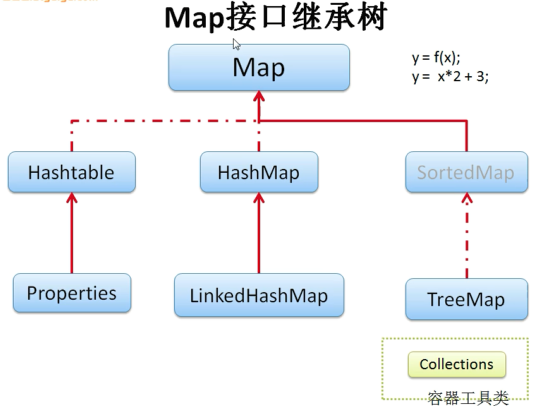 Map接口继承树
Map
y = f(x);
y = x*2 + 3;
Hashtable
HashMap
SortedMap
Properties
LinkedHashMap
TreeMap
Collections
容器工具类